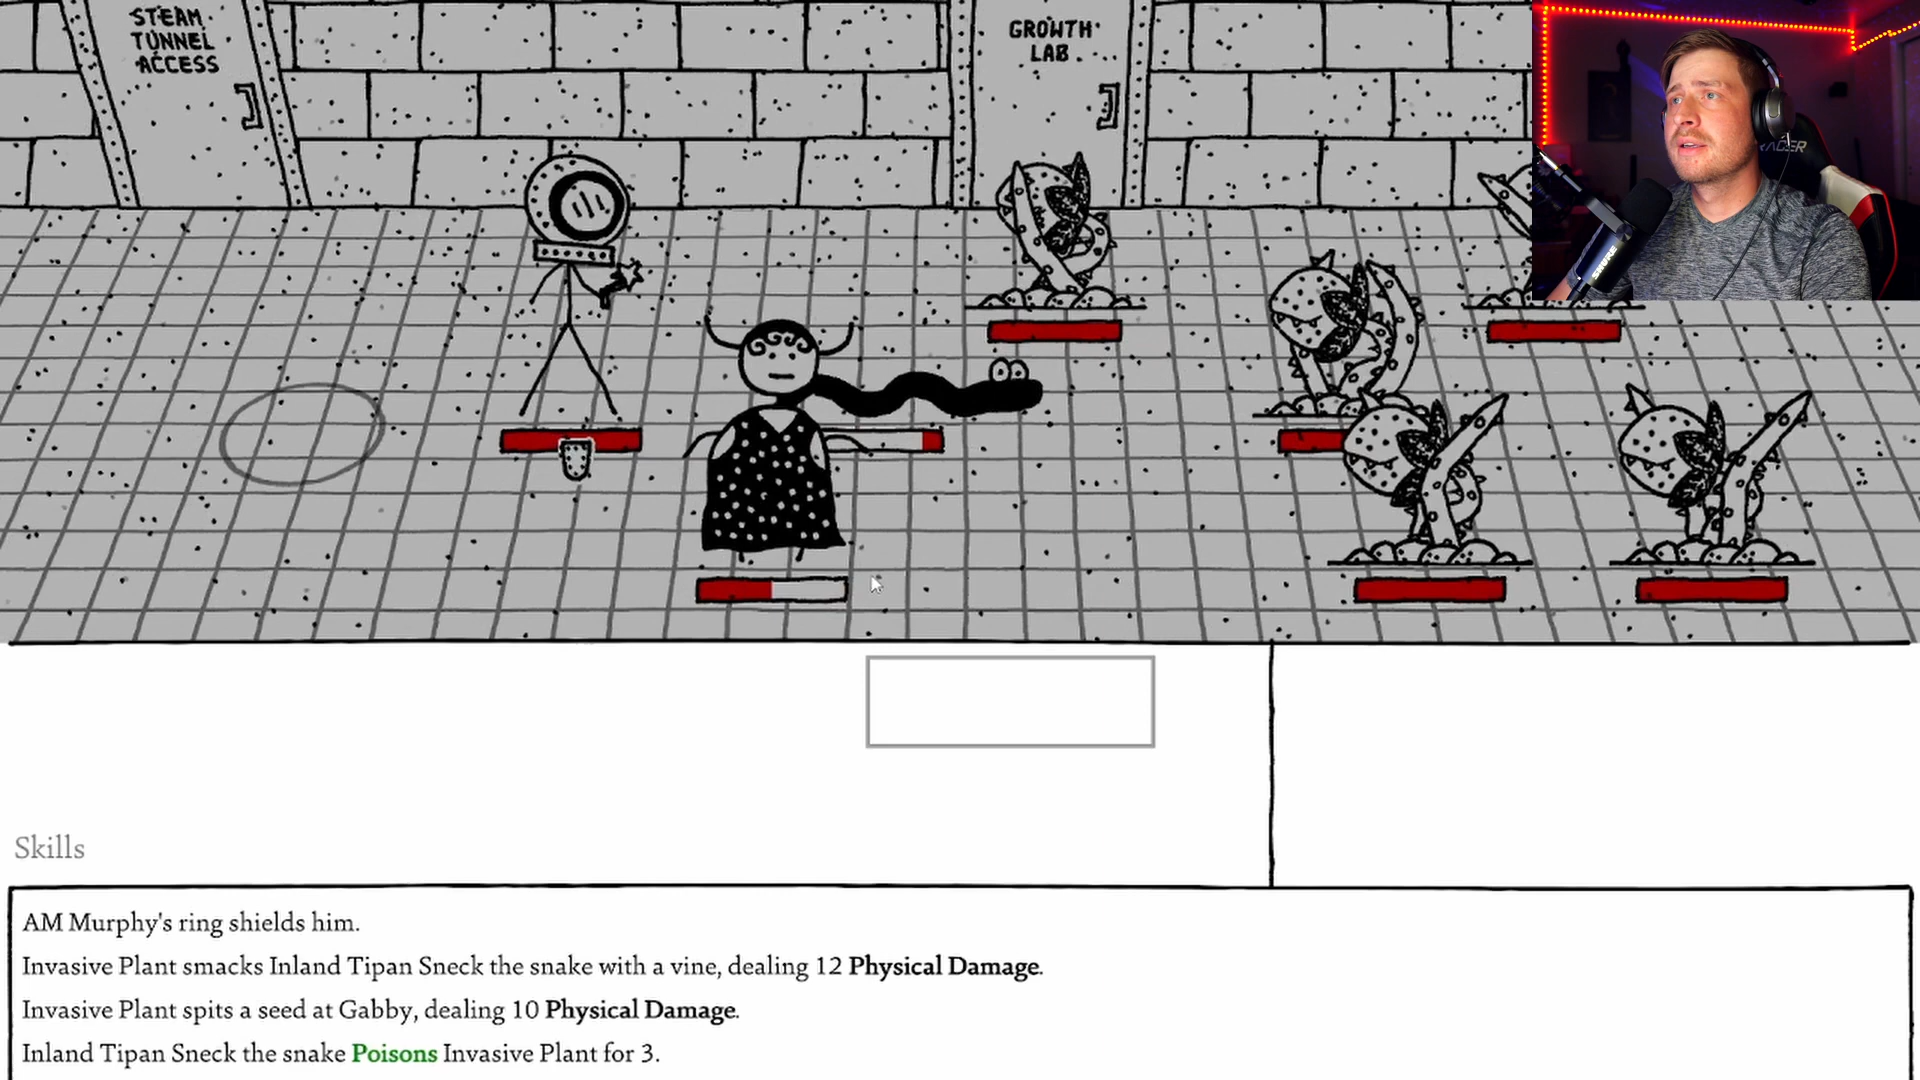 STEAM
TUNNEL
ACCESS
GROWTH
LAB
RACER
SHURE
Skills
AM Murphy's ring shields him.
Invasive Plant smacks Inland Tipan Sneck the snake with a vine, dealing 12 Physical Damage.
Invasive Plant spits a seed at Gabby, dealing 10 Physical Damage.
Inland Tipan Sneck the snake Poisons Invasive Plant for 3.